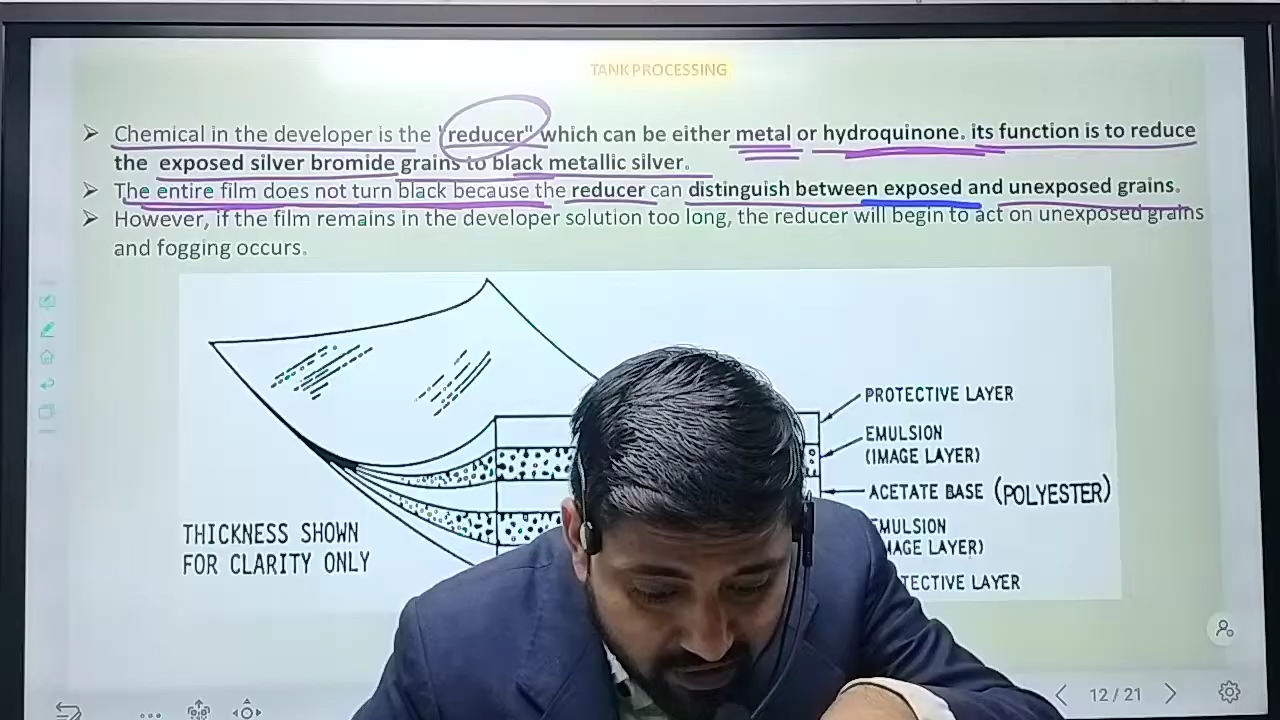 TANK PROCESSING
➤ Chemical in the developer is the "reducer" which can be either metal or hydroquinone. its function is to reduce
the exposed silver bromide grains to black metallic silver.
➤ The entire film does not turn black because the reducer can distinguish between exposed and unexposed grains.
➤ However, if the film remains in the developer solution too long, the reducer will begin to act on unexposed grains
and fogging occurs.
PROTECTIVE LAYER
EMULSION
(IMAGE LAYER)
ACETATE BASE (POLYESTER)
THICKNESS SHOWN
FOR CLARITY ONLY
EMULSION
LAYER)
LAYER
12 / 21